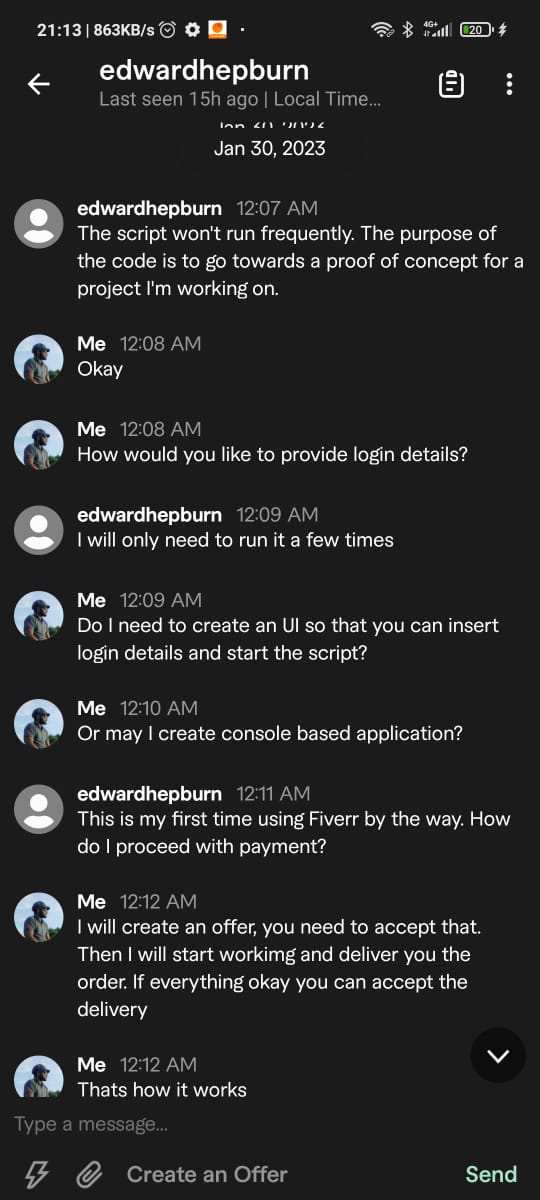 21:13 | 863KB/s
4G+
20
edwardhepburn
Last seen 15h ago | Local Time...
Jan 30, 2023
edwardhepburn 12:07 AM
The script won't run frequently. The purpose of
the code is to go towards a proof of concept for a
project I'm working on.
Me 12:08 AM
Okay
Me 12:08 AM
How would you like to provide login details?
edwardhepburn 12:09 AM
I will only need to run it a few times
Me 12:09 AM
Do I need to create an UI so that you can insert
login details and start the script?
Me 12:10 AM
Or may I create console based application?
edwardhepburn 12:11 AM
This is my first time using Fiverr by the way. How
do I proceed with payment?
Me 12:12 AM
I will create an offer, you need to accept that.
Then I will start workimg and deliver you the
order. If everything okay you can accept the
delivery
Me 12:12 AM
Thats how it works
Type a message...
Create an Offer
Send